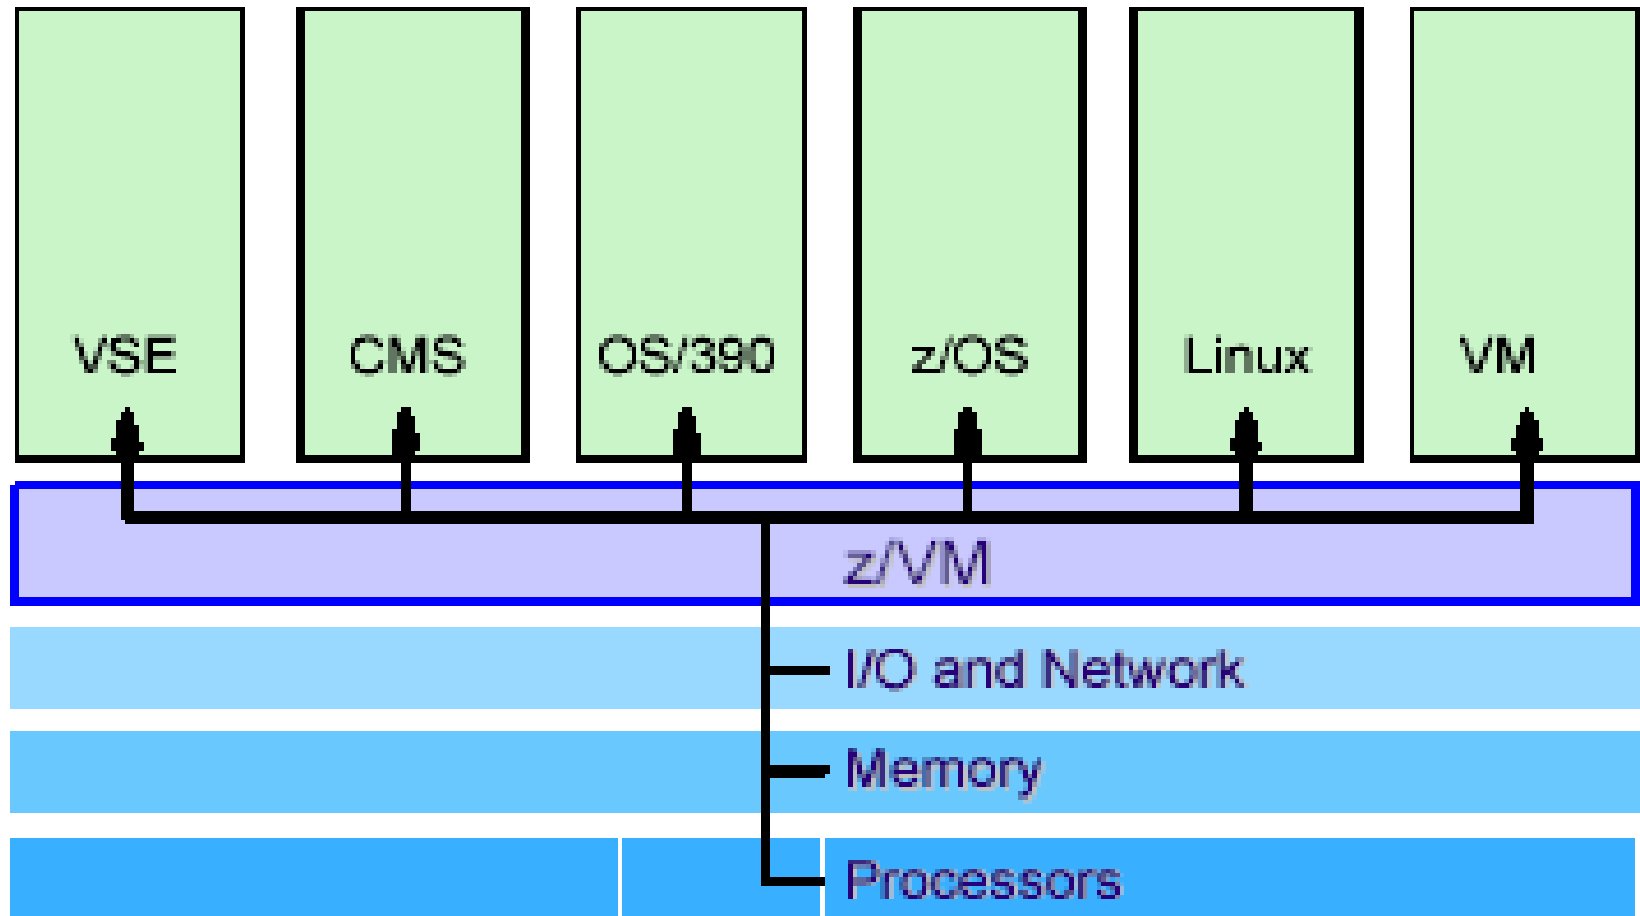 VSE CMS OS/390 z/OS Linux VM
z/VM
I/O and Network
Memory
Processors